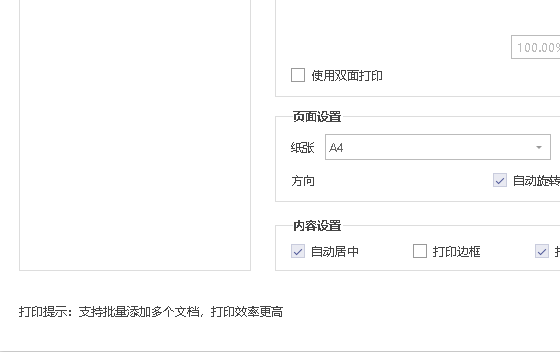 100.00%
使用双面打印
页面设置
纸张 A4
方向 自动旋转
内容设置
自动居中 打印边框
打印提示：支持批量添加多个文档，打印效率更高